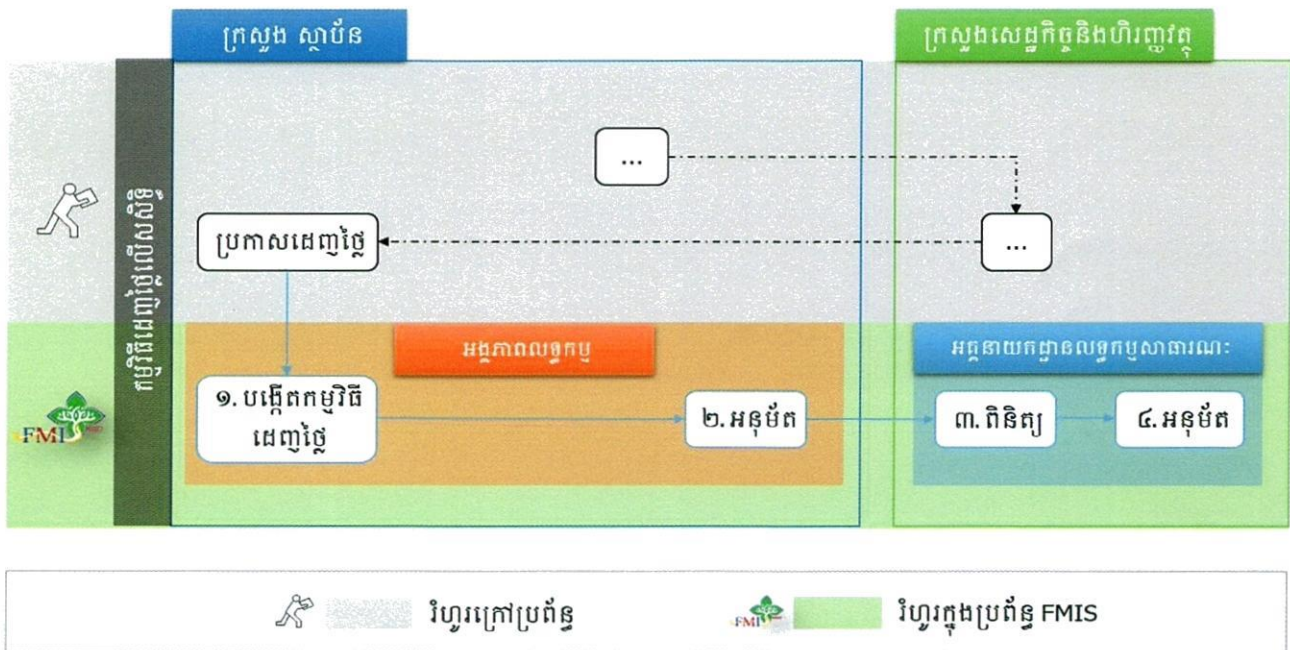 ក្រសួង ស្ថាប័ន
ក្រសួងសេដ្ឋកិច្ចនិងហិរញ្ញវត្ថុ
កម្មវិធីដេញថ្លៃលើសសិទ្ធិ
...
ប្រកាសដេញថ្លៃ
...
អង្គភាពលទ្ធកម្ម
អគ្គនាយកដ្ឋានលទ្ធកម្មសាធារណៈ
១. បង្កើតកម្មវិធី
ដេញថ្លៃ
២. អនុម័ត
៣. ពិនិត្យ
៤. អនុម័ត
FMIS
រំហូរក្រៅប្រព័ន្ធ
FMIS
រំហូរក្នុងប្រព័ន្ធ FMIS